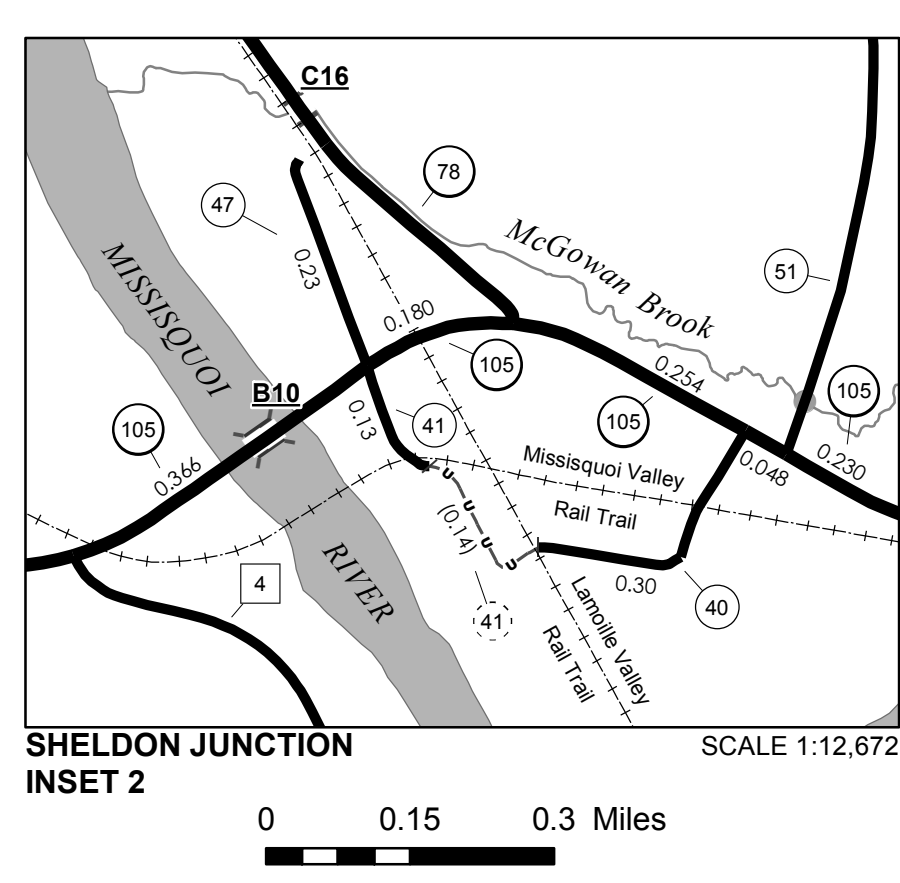 C16
78
47
McGowan Brook
MISSISQUOI
0.23
51
0.180
105
0.254
105
B10
105
105
0.13
41
0.366
Missisquoi Valley
Rail Trail
0.048
0.230
U
U
U
U
(0.14)
RIVER
4
41
0.30
40
Lamoille Valley
Rail Trail
SHELDON JUNCTION
INSET 2
SCALE 1:12,672
0 0.15 0.3 Miles